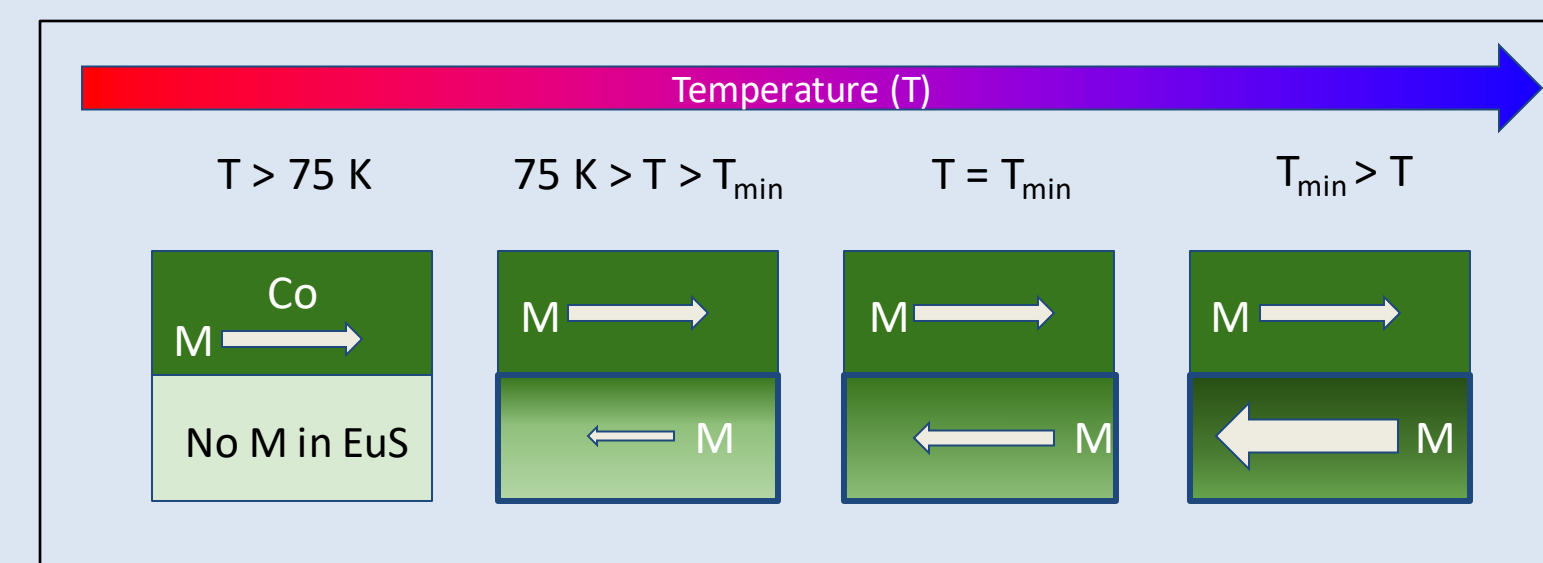 Temperature (T)
T > 75 K
75 K > T > Tmin
T = Tmin
Tmin > T
Co
M
No M in EuS
M
M
M
M
M
M